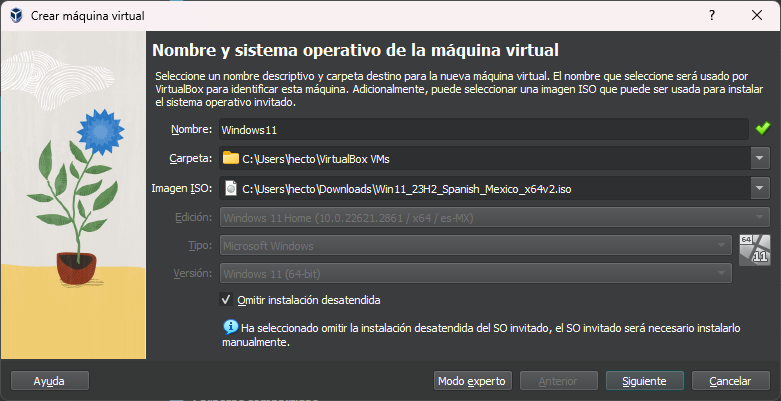 Crear máquina virtual
Nombre y sistema operativo de la máquina virtual
Seleccione un nombre descriptivo y carpeta destino para la nueva máquina virtual. El nombre que seleccione será usado por
VirtualBox para identificar esta máquina. Adicionalmente, puede seleccionar una imagen ISO que puede ser usada para instalar
el sistema operativo invitado.
Nombre: Windows11
Carpeta: C:\Users\hecto\VirtualBox VMs
Imagen ISO: C:\Users\hecto\Downloads\Win11_23H2_Spanish_Mexico_x64v2.iso
Edición: Windows 11 Home (10.0.22621.2861 / x64 / es-MX)
Tipo: Microsoft Windows
64
11
Versión: Windows 11 (64-bit)
Omitir instalación desatendida
Ha seleccionado omitir la instalación desatendida del SO invitado, el SO invitado será necesario instalarlo
manualmente.
Ayuda Modo experto Anterior Siguiente Cancelar